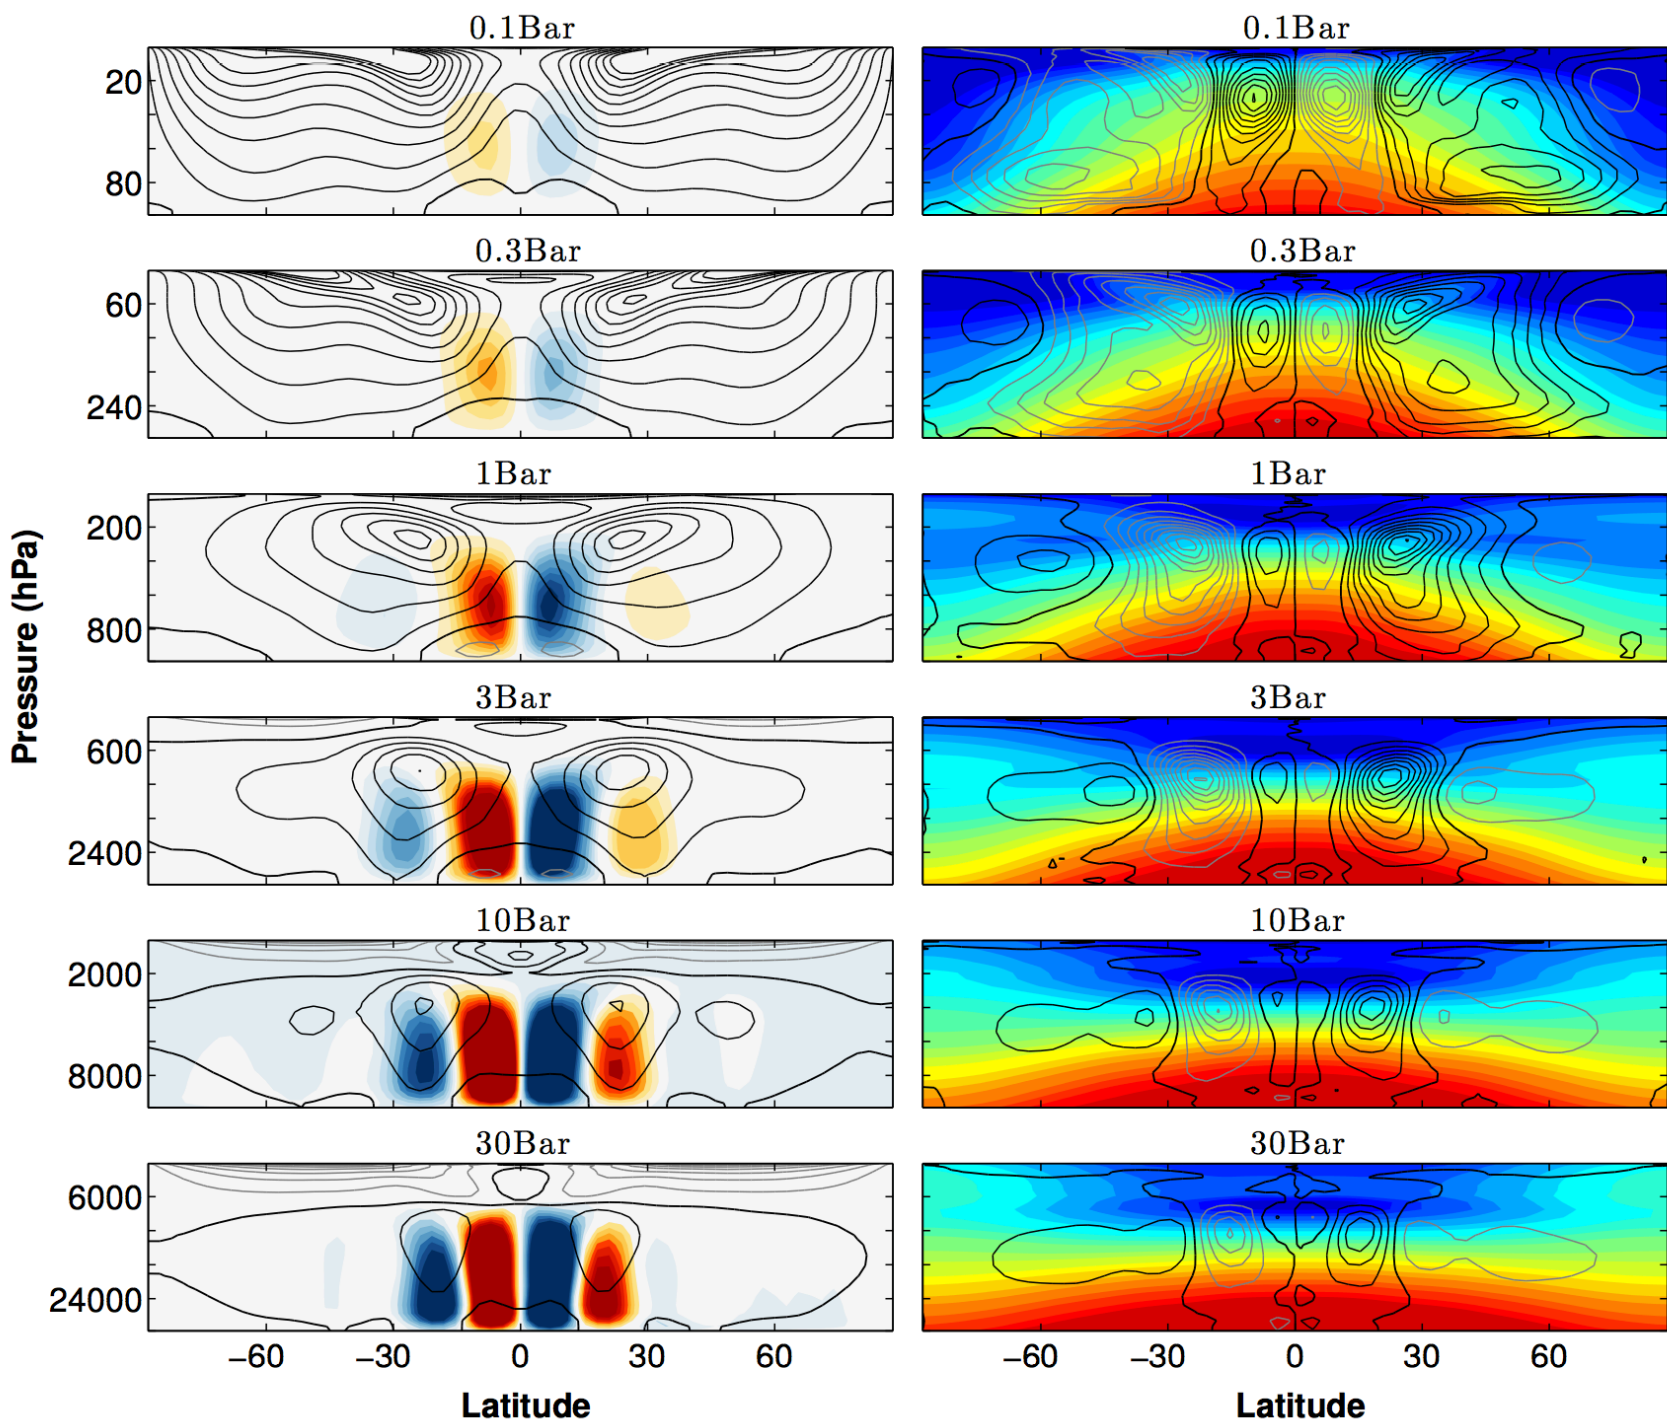 0.1Bar 0.1Bar
20
80
0.3Bar 0.3Bar
60
240
1Bar 1Bar
200
800
3Bar 3Bar
600
2400
10Bar 10Bar
2000
8000
30Bar 30Bar
6000
24000
−60 −30 0 30 60 −60 −30 0 30 60
Latitude Latitude
Pressure (hPa)